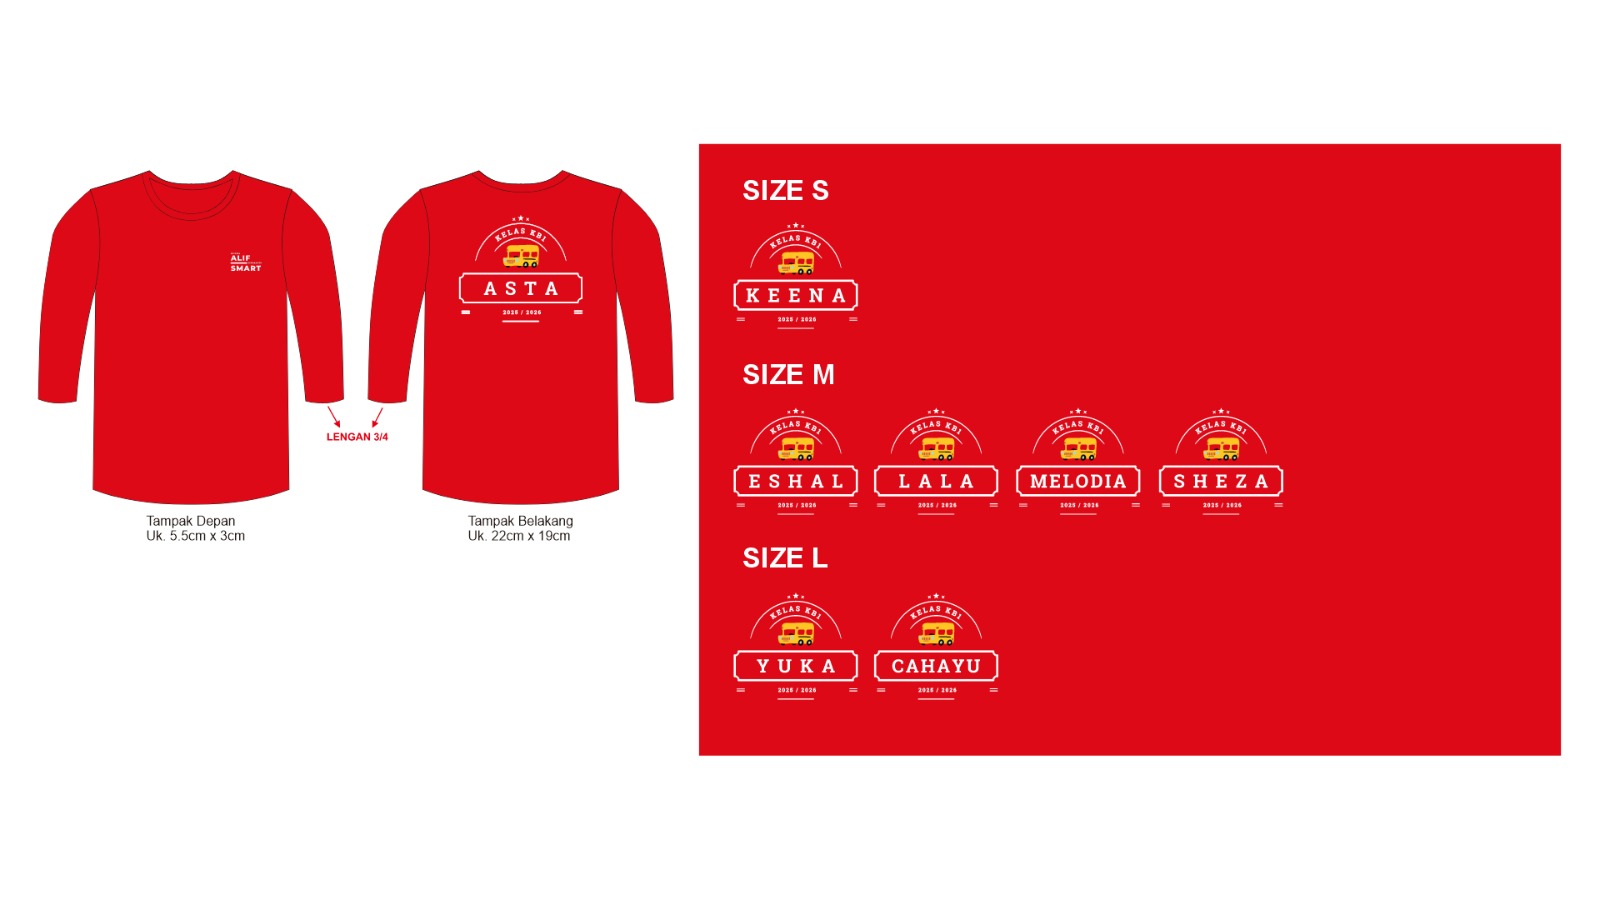 ALIF
SMART
LENGAN 3/4
Tampak Depan
Uk. 5.5cm x 3cm
KELAS KB1
ASTA
2025 / 2026
Tampak Belakang
Uk. 22cm x 19cm
SIZE S
KELAS KB1
KEENA
2025 / 2026
SIZE M
KELAS KB1
ESHAL
2025 / 2026
KELAS KB1
LALA
2025 / 2026
KELAS KB1
MELODIA
2025 / 2026
KELAS KB1
SHEZA
2025 / 2026
SIZE L
KELAS KB1
YUKA
2025 / 2026
KELAS KB1
CAHAYU
2025 / 2026